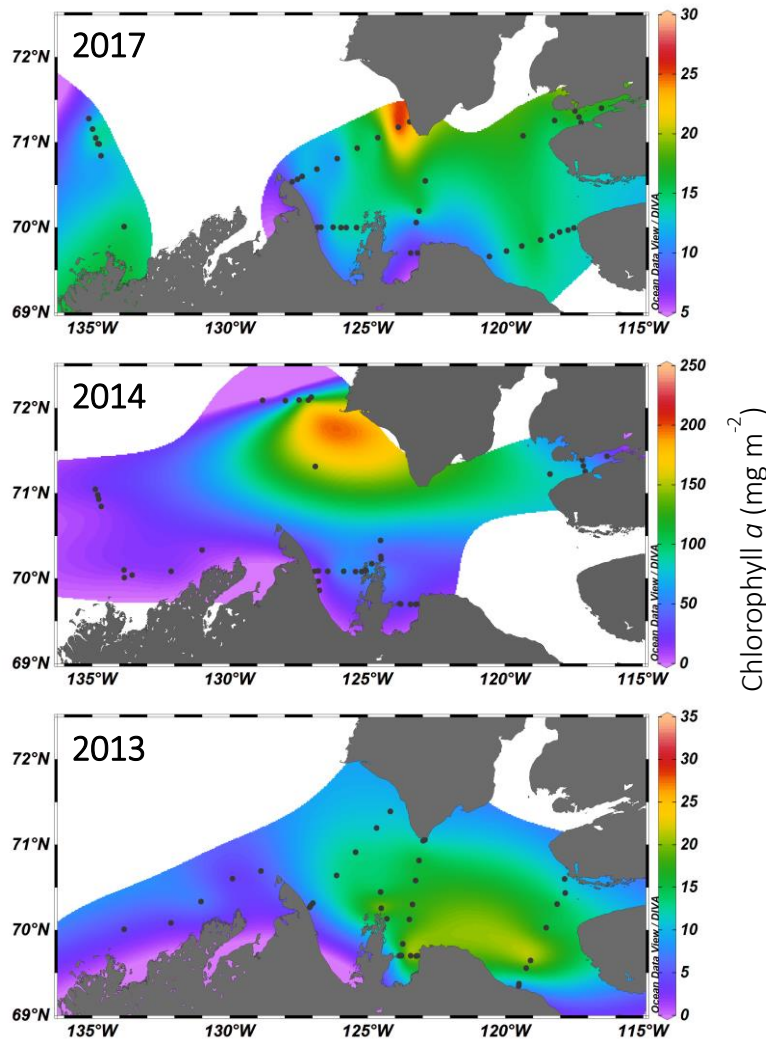 2017
72°N
71°N
70°N
69°N
135°W
130°W
125°W
120°W
115°W
30
25
20
15
10
5
Ocean Data View / DIVA
2014
72°N
71°N
70°N
69°N
135°W
130°W
125°W
120°W
115°W
250
200
150
100
50
0
Ocean Data View / DIVA
Chlorophyll a (mg m⁻²)
2013
72°N
71°N
70°N
69°N
135°W
130°W
125°W
120°W
115°W
35
30
25
20
15
10
5
0
Ocean Data View / DIVA